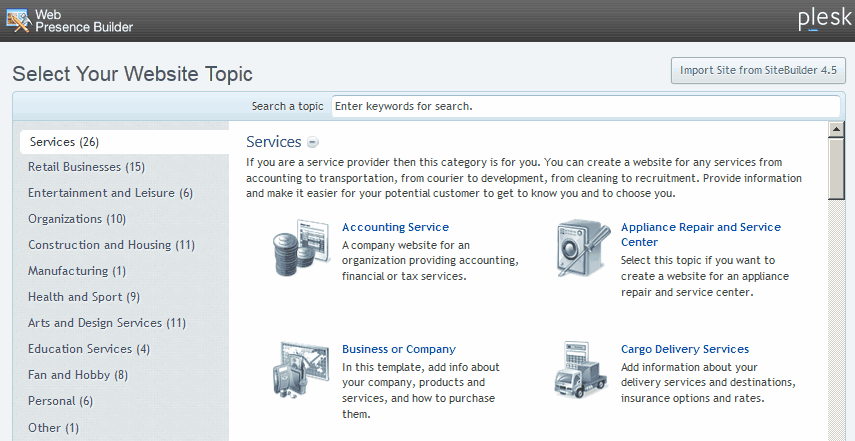 Web
Presence Builder
plesk
Select Your Website Topic
Import Site from SiteBuilder 4.5
Search a topic
Enter keywords for search.
Services (26)
Retail Businesses (15)
Entertainment and Leisure (6)
Organizations (10)
Construction and Housing (11)
Manufacturing (1)
Health and Sport (9)
Arts and Design Services (11)
Education Services (4)
Fan and Hobby (8)
Personal (6)
Other (1)
Services
If you are a service provider then this category is for you. You can create a website for any services from
accounting to transportation, from courier to development, from cleaning to recruitment. Provide information
and make it easier for your potential customer to get to know you and to choose you.
Accounting Service
A company website for an
organization providing accounting,
financial or tax services.
Appliance Repair and Service
Center
Select this topic if you want to
create a website for an appliance
repair and service center.
Business or Company
In this template, add info about
your company, products and
services, and how to purchase
them.
Cargo Delivery Services
Add information about your
delivery services and destinations,
insurance options and rates.